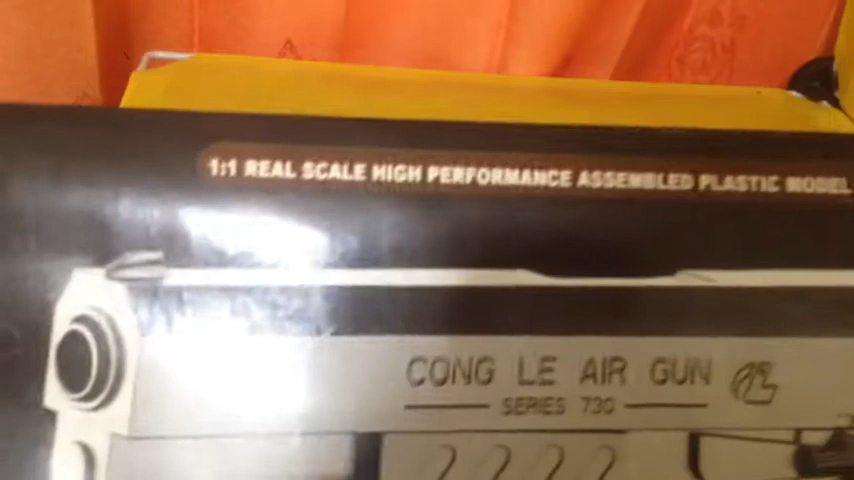 1:1 REAL SCALE HIGH PERFORMANCE ASSEMBLED PLASTIC MODEL
CONG LE AIR GUN
SERIES 730